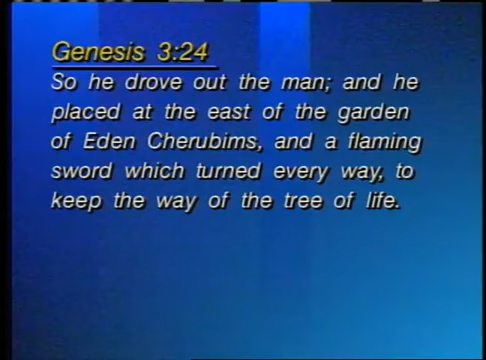 Genesis 3:24
So he drove out the man; and he
placed at the east of the garden
of Eden Cherubims, and a flaming
sword which turned every way, to
keep the way of the tree of life.